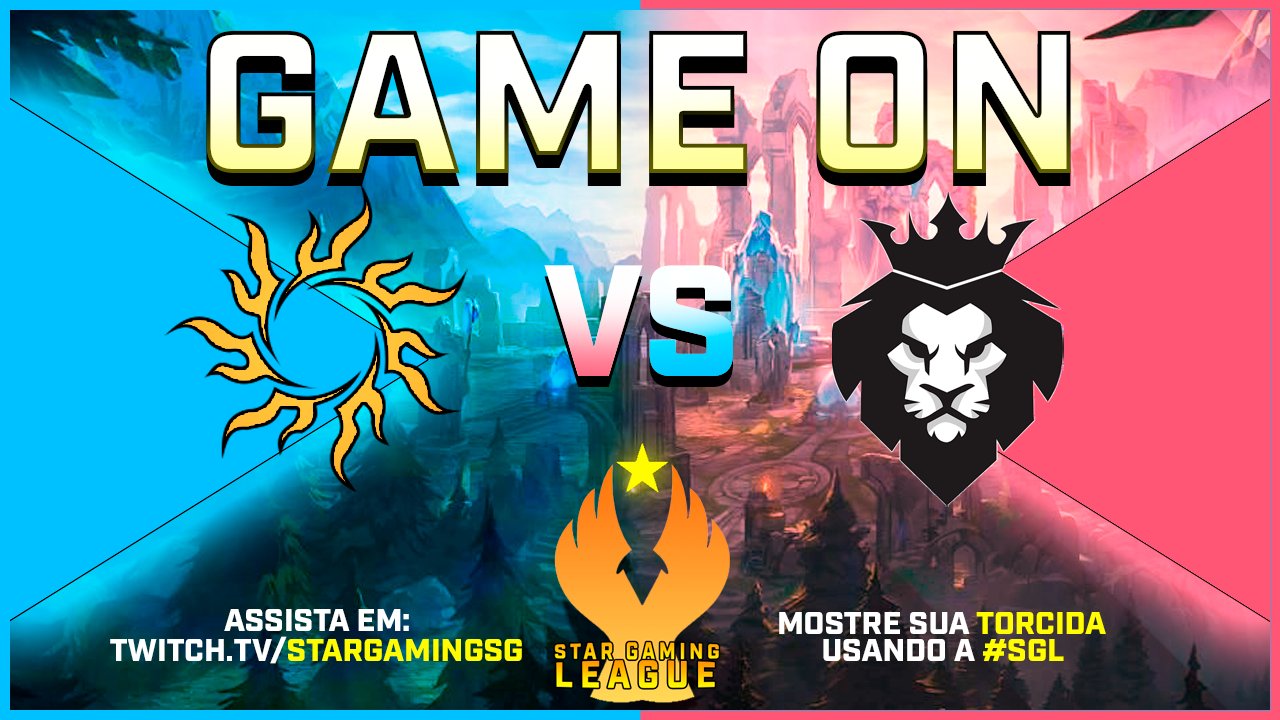 GAME ON
VS
ASSISTA EM:
TWITCH.TV/STARGAMINGSG
STAR GAMING
LEAGUE
MOSTRE SUA TORCIDA
USANDO A #SGL